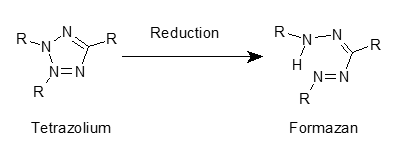 Reduction
R N N R
N N
R
Tetrazolium
R N N R
H
N N
R
Formazan